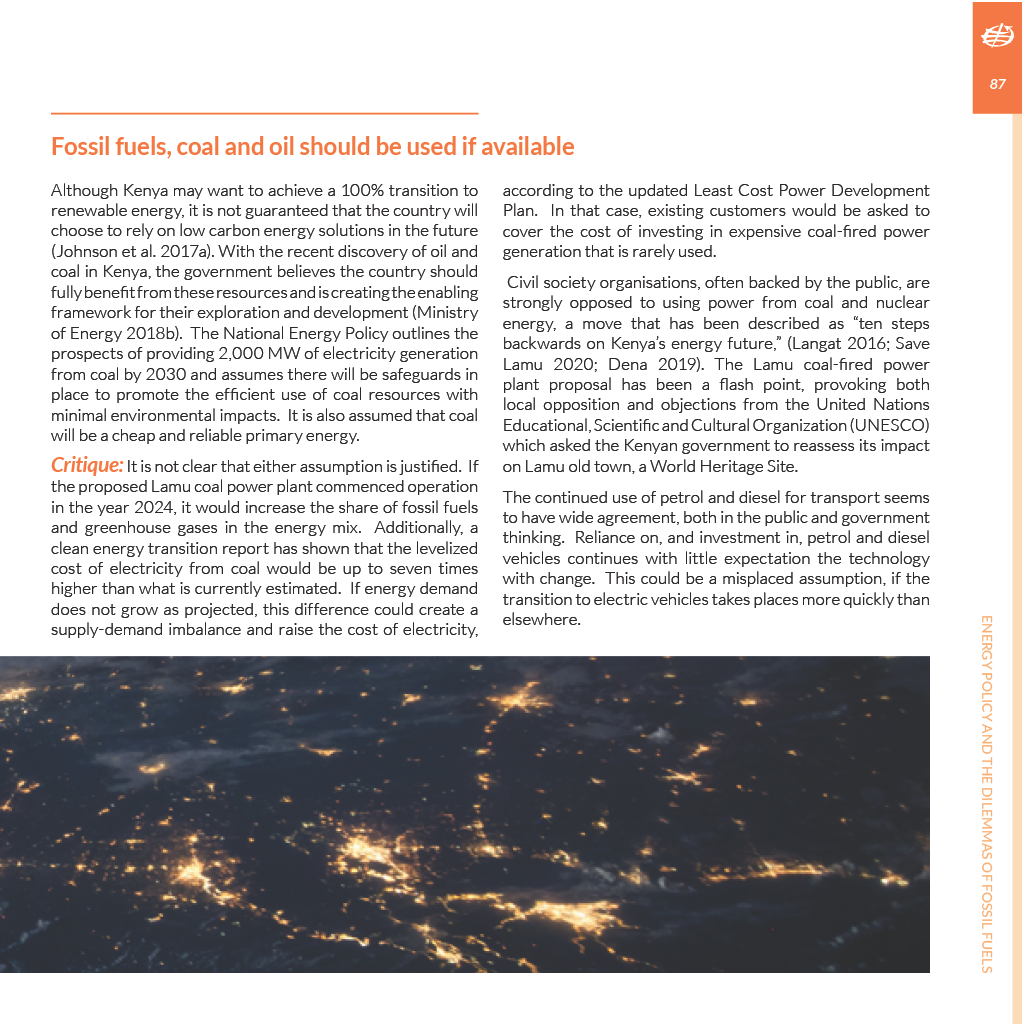 87
Fossil fuels, coal and oil should be used if available
Although Kenya may want to achieve a 100% transition to
renewable energy, it is not guaranteed that the country will
choose to rely on low carbon energy solutions in the future
(Johnson et al. 2017a). With the recent discovery of oil and
coal in Kenya, the government believes the country should
fully benefit from these resources and is creating the enabling
framework for their exploration and development (Ministry
of Energy 2018b).  The National Energy Policy outlines the
prospects of providing 2,000 MW of electricity generation
from coal by 2030 and assumes there will be safeguards in
place to promote the efficient use of coal resources with
minimal environmental impacts.  It is also assumed that coal
will be a cheap and reliable primary energy.
Critique: It is not clear that either assumption is justified.  If
the proposed Lamu coal power plant commenced operation
in the year 2024, it would increase the share of fossil fuels
and greenhouse gases in the energy mix.  Additionally, a
clean energy transition report has shown that the levelized
cost of electricity from coal would be up to seven times
higher than what is currently estimated.  If energy demand
does not grow as projected, this difference could create a
supply-demand imbalance and raise the cost of electricity,
according to the updated Least Cost Power Development
Plan.  In that case, existing customers would be asked to
cover the cost of investing in expensive coal-fired power
generation that is rarely used.
Civil society organisations, often backed by the public, are
strongly opposed to using power from coal and nuclear
energy, a move that has been described as “ten steps
backwards on Kenya’s energy future,” (Langat 2016; Save
Lamu 2020; Dena 2019). The Lamu coal-fired power
plant proposal has been a flash point, provoking both
local opposition and objections from the United Nations
Educational, Scientific and Cultural Organization (UNESCO)
which asked the Kenyan government to reassess its impact
on Lamu old town, a World Heritage Site.
The continued use of petrol and diesel for transport seems
to have wide agreement, both in the public and government
thinking.  Reliance on, and investment in, petrol and diesel
vehicles continues with little expectation the technology
with change.  This could be a misplaced assumption, if the
transition to electric vehicles takes places more quickly than
elsewhere.
ENERGY POLICY AND THE DILEMMAS OF FOSSIL FUELS